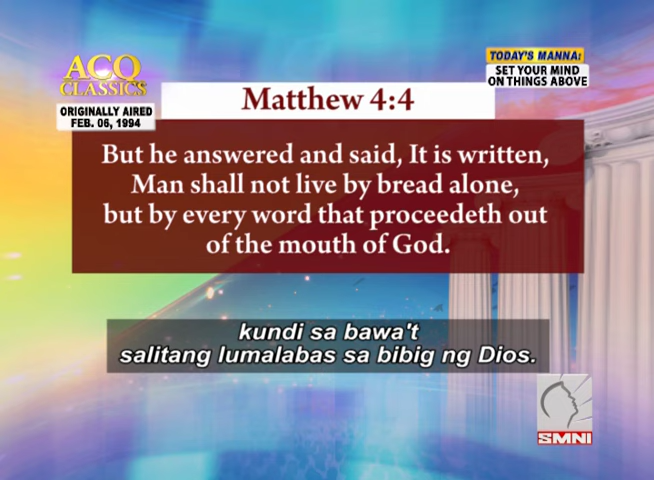 ACQ
CLASSICS
ORIGINALLY AIRED
FEB. 06, 1994
TODAY'S MANNA:
SET YOUR MIND
ON THINGS ABOVE
Matthew 4:4
But he answered and said, It is written,
Man shall not live by bread alone,
but by every word that proceedeth out
of the mouth of God.
kundi sa bawa't
salitang lumalabas sa bibig ng Dios.
SMNI